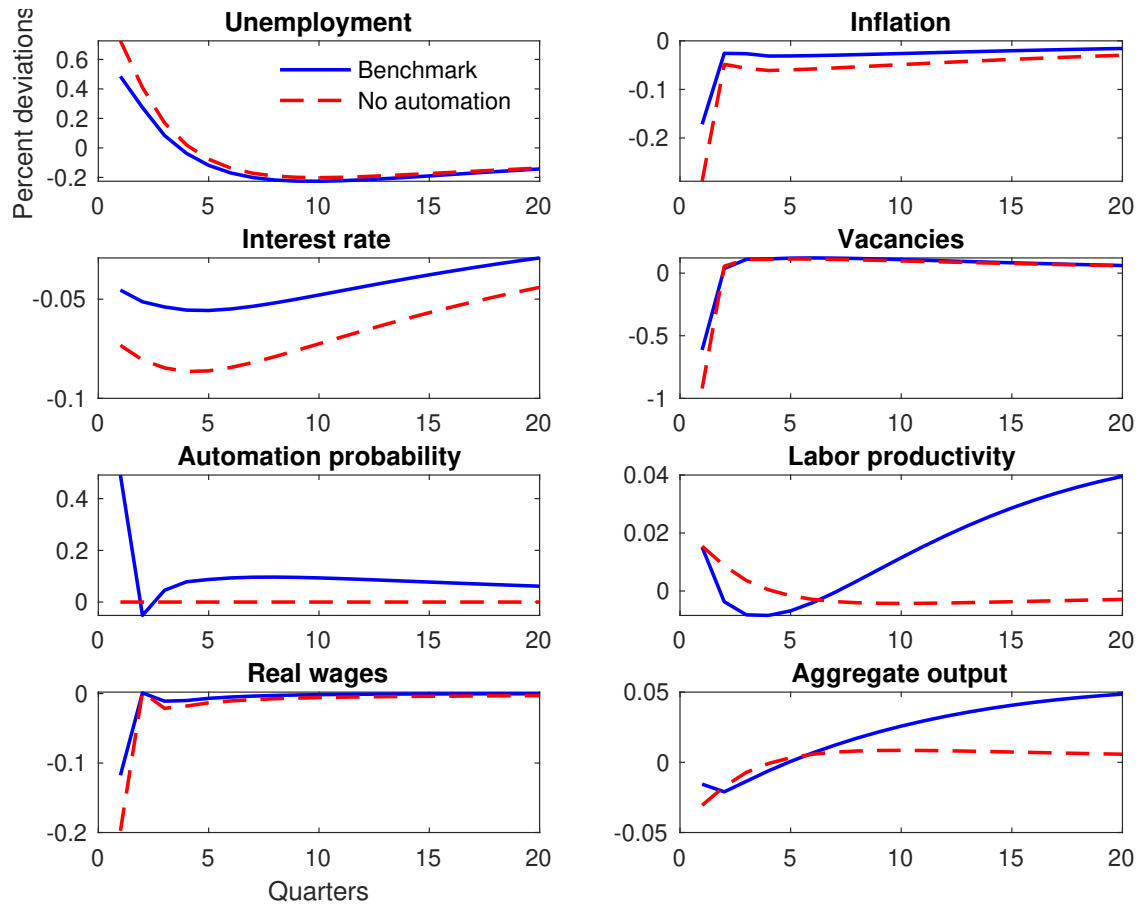 Percent deviations
Unemployment
0.6
0.4
0.2
0
-0.2
0 5 10 15 20
Benchmark
No automation
Inflation
0
-0.1
-0.2
0 5 10 15 20
Interest rate
-0.05
-0.1
0 5 10 15 20
Vacancies
0
-0.5
-1
0 5 10 15 20
Automation probability
0.4
0.2
0
0 5 10 15 20
Labor productivity
0.04
0.02
0
0 5 10 15 20
Real wages
0
-0.1
-0.2
0 5 10 15 20
Quarters
Aggregate output
0.05
0
-0.05
0 5 10 15 20